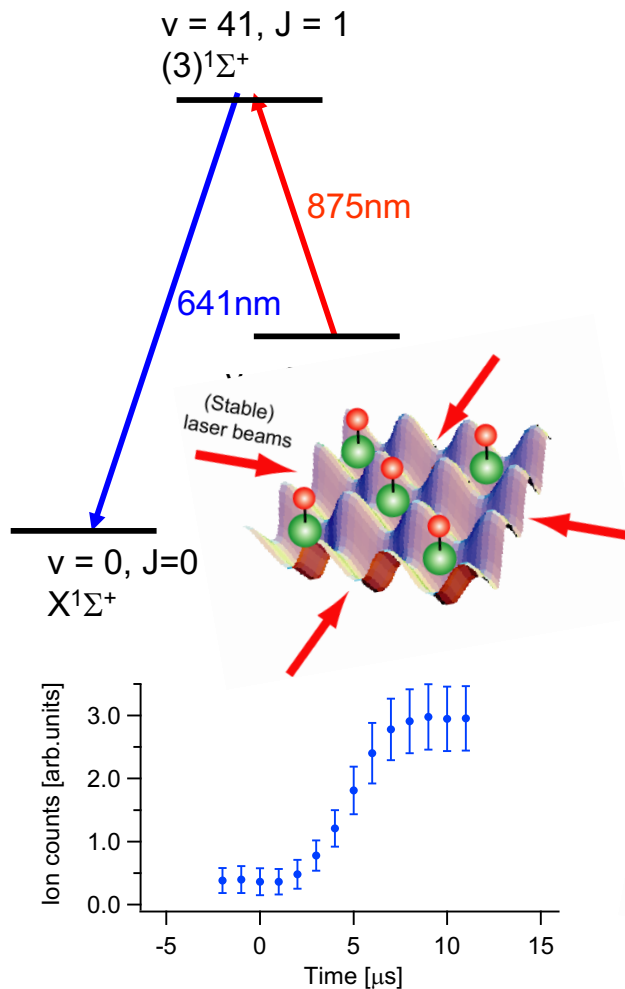 v = 41, J = 1
(3)¹Σ⁺
875nm
641nm
(Stable)
laser beams
v = 0, J=0
X¹Σ⁺
Ion counts [arb.units]
3.0
2.0
1.0
0.0
-5 0 5 10 15
Time [μs]